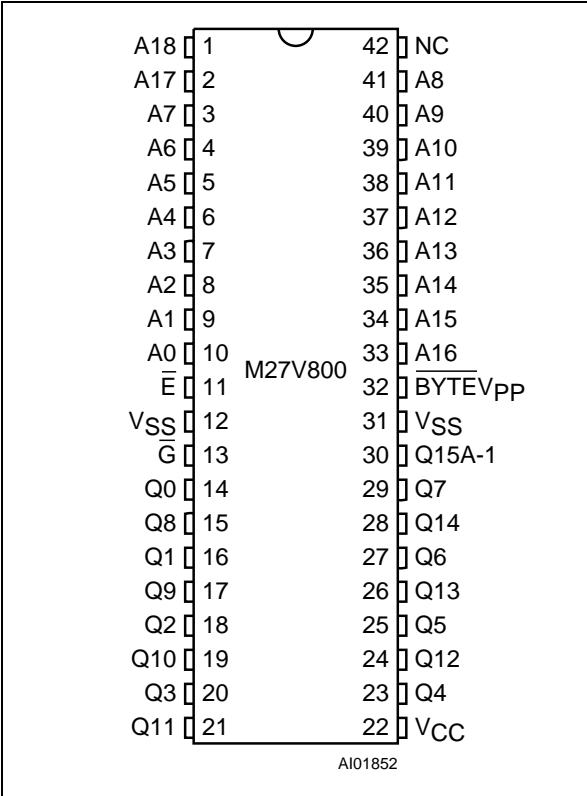 A18 1 42 NC
A17 2 41 A8
A7 3 40 A9
A6 4 39 A10
A5 5 38 A11
A4 6 37 A12
A3 7 36 A13
A2 8 35 A14
A1 9 34 A15
A0 10 33 A16
M27V800
E̅ 11 32 B̅Y̅T̅E̅VPP
VSS 12 31 VSS
G̅ 13 30 Q15A-1
Q0 14 29 Q7
Q8 15 28 Q14
Q1 16 27 Q6
Q9 17 26 Q13
Q2 18 25 Q5
Q10 19 24 Q12
Q3 20 23 Q4
Q11 21 22 VCC
AI01852